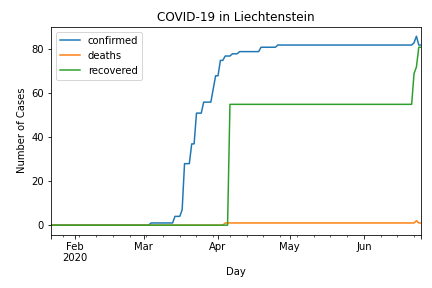 COVID-19 in Liechtenstein
confirmed
deaths
recovered
Number of Cases
80
60
40
20
0
Feb Mar Apr May Jun
2020
Day